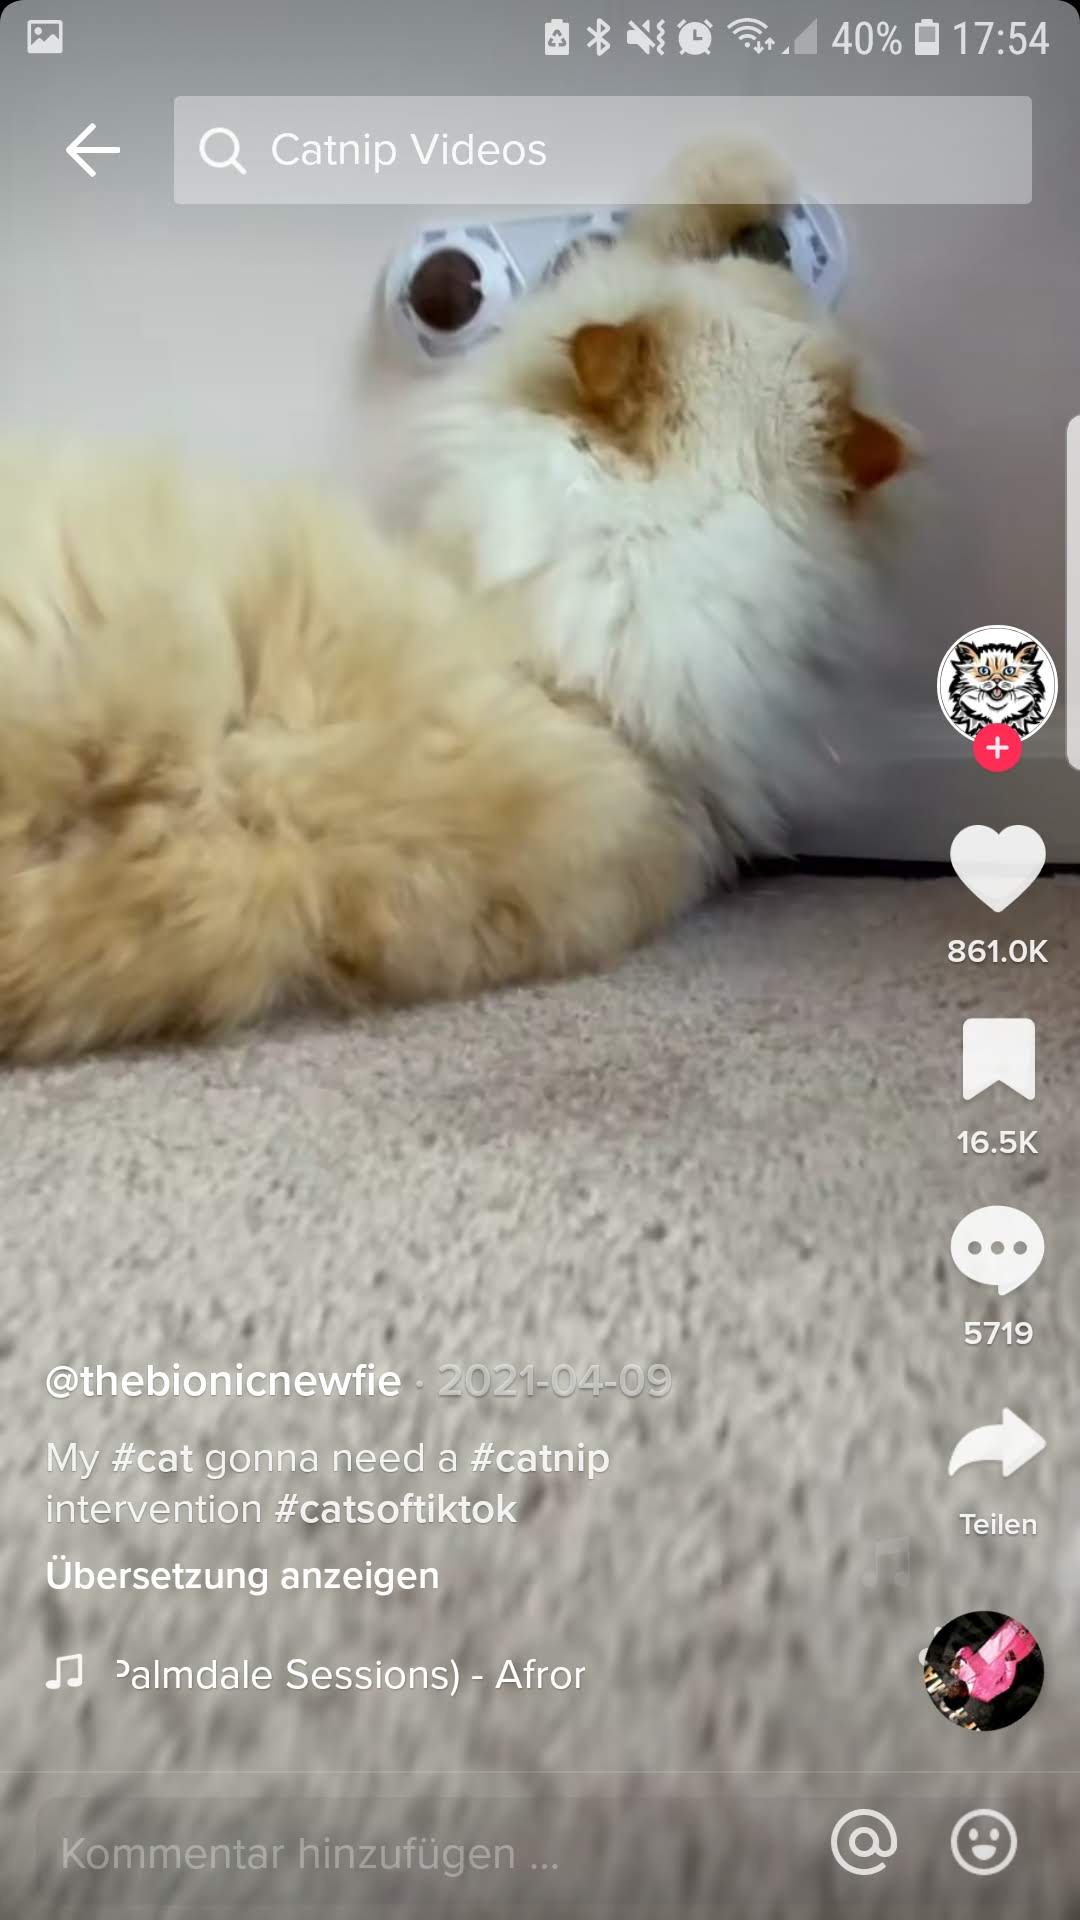 40% 17:54
Catnip Videos
861.0K
16.5K
5719
@thebionicnewfie · 2021-04-09
My #cat gonna need a #catnip
intervention #catsoftiktok
Teilen
Übersetzung anzeigen
Palmdale Sessions) - Afror
Kommentar hinzufügen ...